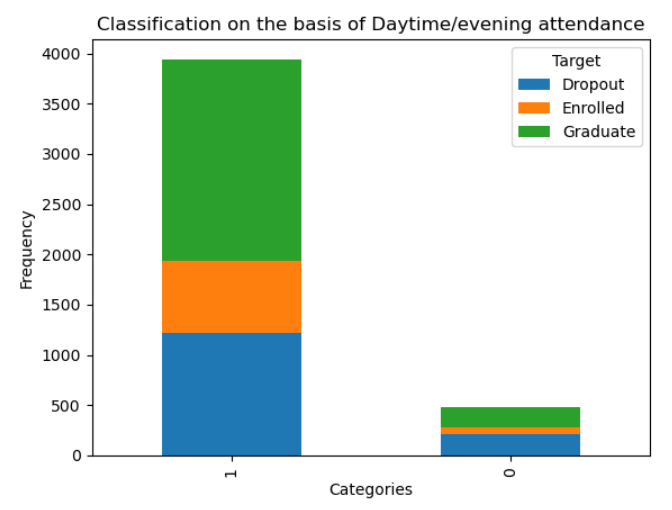 Classification on the basis of Daytime/evening attendance
Target
Dropout
Enrolled
Graduate
4000
3500
3000
2500
2000
1500
1000
500
0
Frequency
1
0
Categories